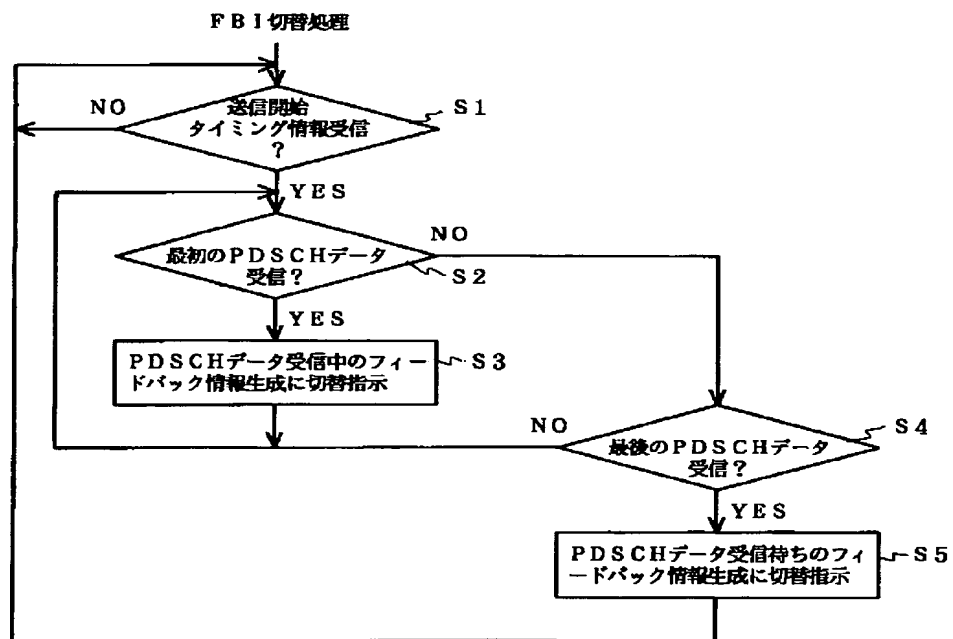 ＦＢＩ切替処理
送信開始
タイミング情報受信
？
ＮＯ
Ｓ１
ＹＥＳ
最初のＰＤＳＣＨデータ
受信？
ＮＯ
Ｓ２
ＹＥＳ
ＰＤＳＣＨデータ受信中のフィー
ドバック情報生成に切替指示
Ｓ３
ＮＯ
最後のＰＤＳＣＨデータ
受信？
Ｓ４
ＹＥＳ
ＰＤＳＣＨデータ受信待ちのフィ
ードバック情報生成に切替指示
Ｓ５